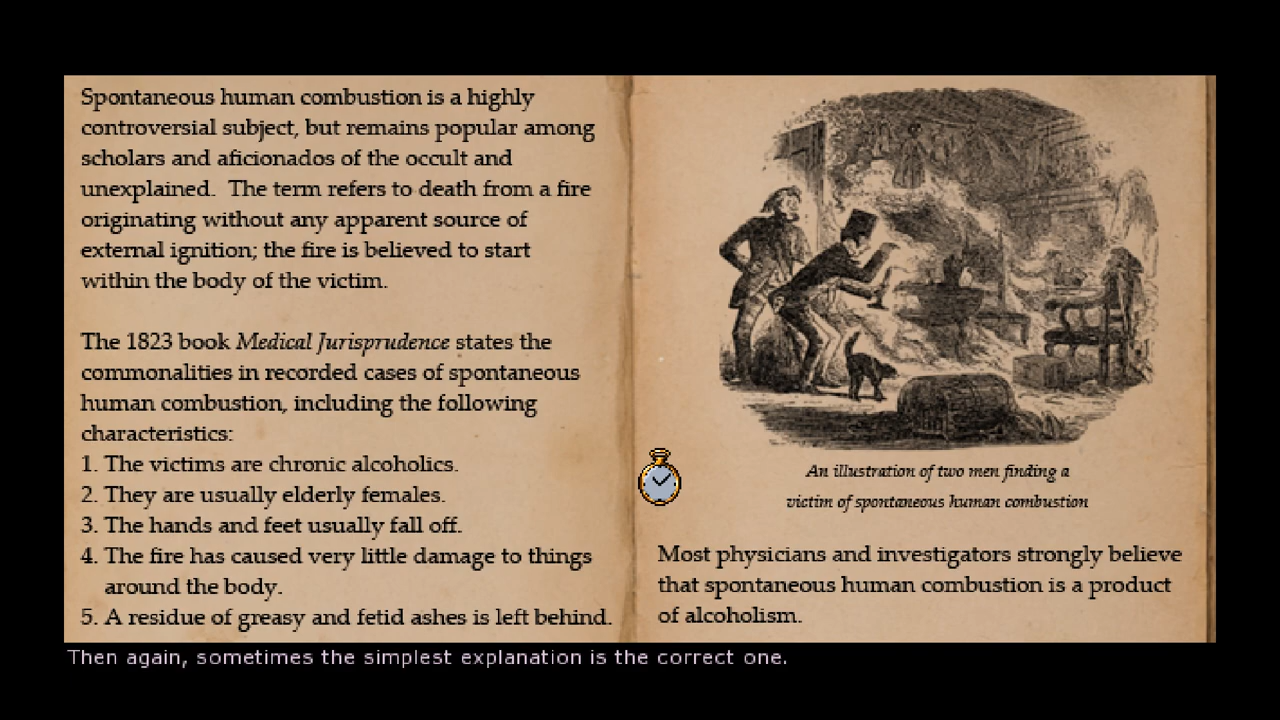 Spontaneous human combustion is a highly
controversial subject, but remains popular among
scholars and aficionados of the occult and
unexplained.  The term refers to death from a fire
originating without any apparent source of
external ignition; the fire is believed to start
within the body of the victim.
The 1823 book Medical Jurisprudence states the
commonalities in recorded cases of spontaneous
human combustion, including the following
characteristics:
1. The victims are chronic alcoholics.
2. They are usually elderly females.
3. The hands and feet usually fall off.
4. The fire has caused very little damage to things
around the body.
5. A residue of greasy and fetid ashes is left behind.
An illustration of two men finding a
victim of spontaneous human combustion
Most physicians and investigators strongly believe
that spontaneous human combustion is a product
of alcoholism.
Then again, sometimes the simplest explanation is the correct one.